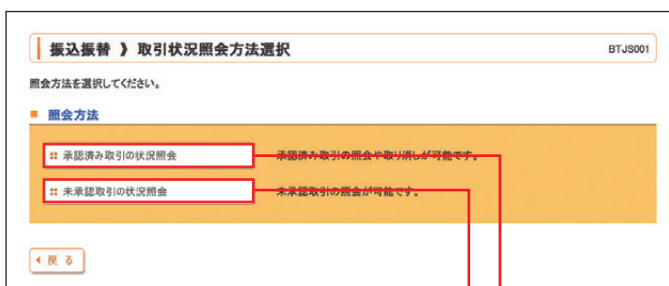 振込振替 》 取引状況照会方法選択
BTJS001
照会方法を選択してください。
照会方法
承認済み取引の状況照会
承認済み取引の照会や取り消しが可能です。
未承認取引の状況照会
未承認取引の照会が可能です。
戻 る